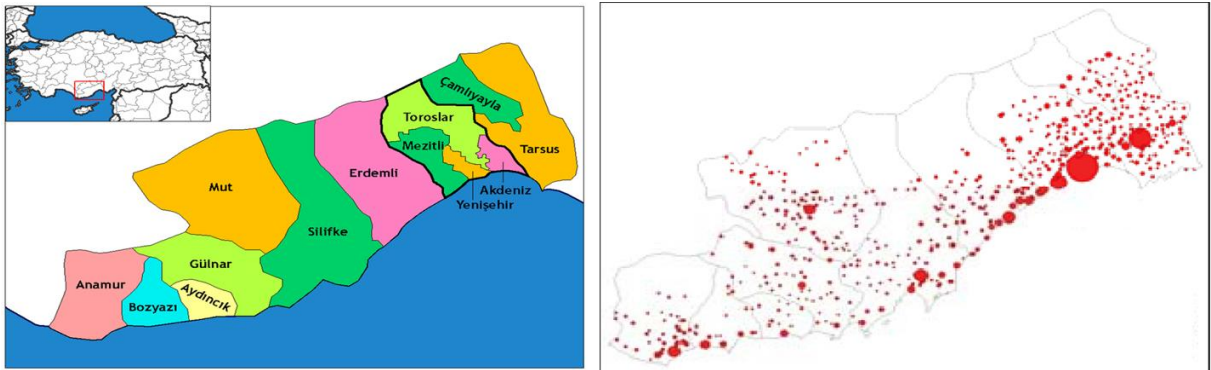 Çamlıyayla
Toroslar
Mezitli
Tarsus
Erdemli
Mut
Akdeniz
Yenişehir
Silifke
Gülnar
Anamur
Aydıncık
Bozyazı